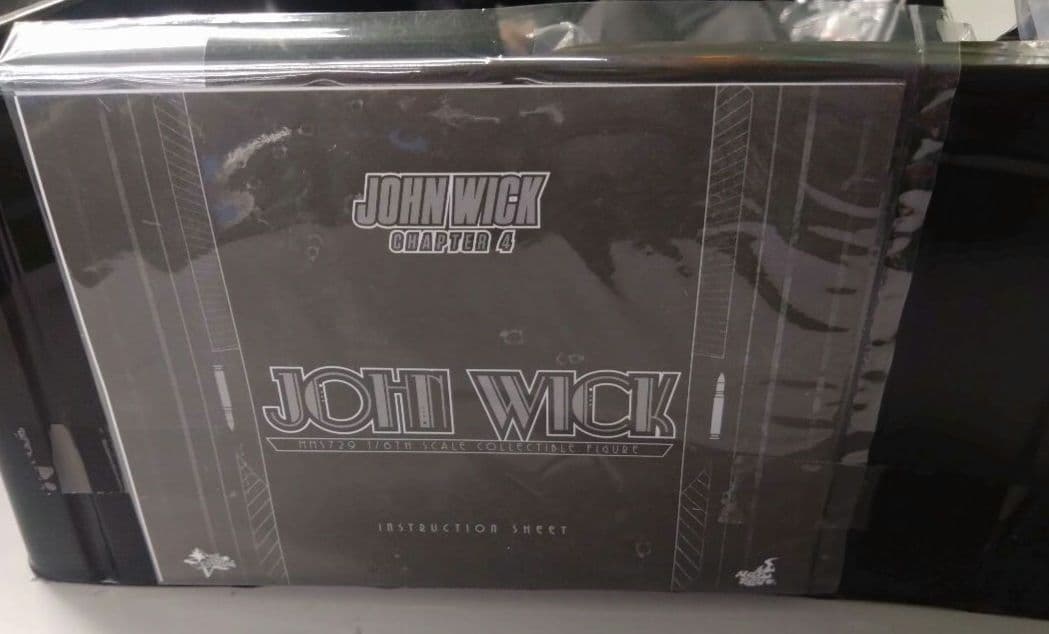 JOHN WICK
CHAPTER 4
JOHN WICK
MMS729 1/6TH SCALE COLLECTIBLE FIGURE
INSTRUCTION SHEET